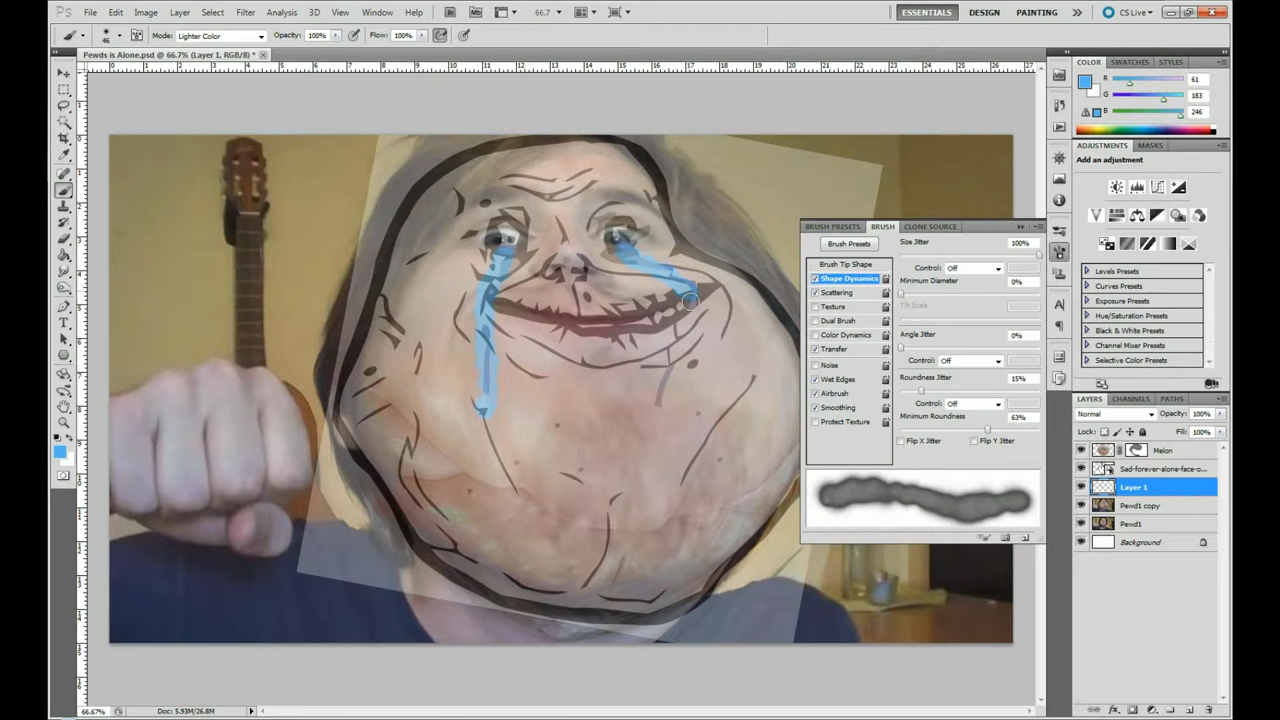 Ps File Edit Image Layer Select Filter Analysis 3D View Window Help Br Mb 66.7 ESSENTIALS DESIGN PAINTING CS Live
46 Mode: Lighter Color Opacity: 100% Flow: 100%
Pewds is Alone.psd @ 66.7% (Layer 1, RGB/8) *
COLOR SWATCHES STYLES
R 61
G 183
B 246
ADJUSTMENTS MASKS
Add an adjustment
Levels Presets
Curves Presets
Exposure Presets
Hue/Saturation Presets
Black & White Presets
Channel Mixer Presets
Selective Color Presets
BRUSH PRESETS BRUSH CLONE SOURCE
Brush Presets
Brush Tip Shape
Shape Dynamics
Scattering
Texture
Dual Brush
Color Dynamics
Transfer
Noise
Wet Edges
Airbrush
Smoothing
Protect Texture
Size Jitter 100%
Control: Off
Minimum Diameter 0%
Tilt Scale
Angle Jitter 0%
Control: Off
Roundness Jitter 15%
Control: Off
Minimum Roundness 63%
Flip X Jitter Flip Y Jitter
LAYERS CHANNELS PATHS
Normal Opacity: 100%
Lock: Fill: 100%
Melon
Sad-forever-alone-face-o...
Layer 1
Pewd1 copy
Pewd1
Background
66.67% Doc: 5.93M/26.8M